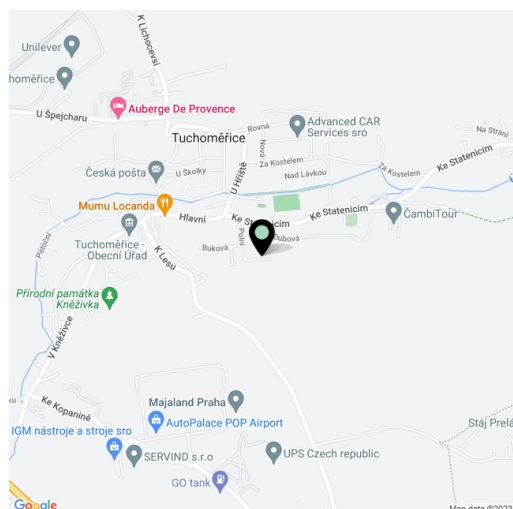 K Lichocevsi
Unilever
choměřice
U Špejcharu
Auberge De Provence
Tuchoměřice
Rovná
Nová
Advanced CAR
Services sro
Na Stráni
Ke Statenicím
Za Kostelem
Za Kostelem
Česká pošta
U Školky
Nad Lávkou
U Hřiště
Mumu Locanda
Hlavní
Ke Statenicím
Ke Statenicím
ČambiTour
Tuchoměřice -
Obecní Úřad
Buková
Polní
Dubová
Potoční
K Lesu
Přírodní památka
Kněživka
V Kněžívce
Ke Kopanině
Majaland Praha
AutoPalace POP Airport
IGM nástroje a stroje sro
SERVIND s.r.o
UPS Czech republic
Stáj Prelá
GO tank
Google
Map data ©2023